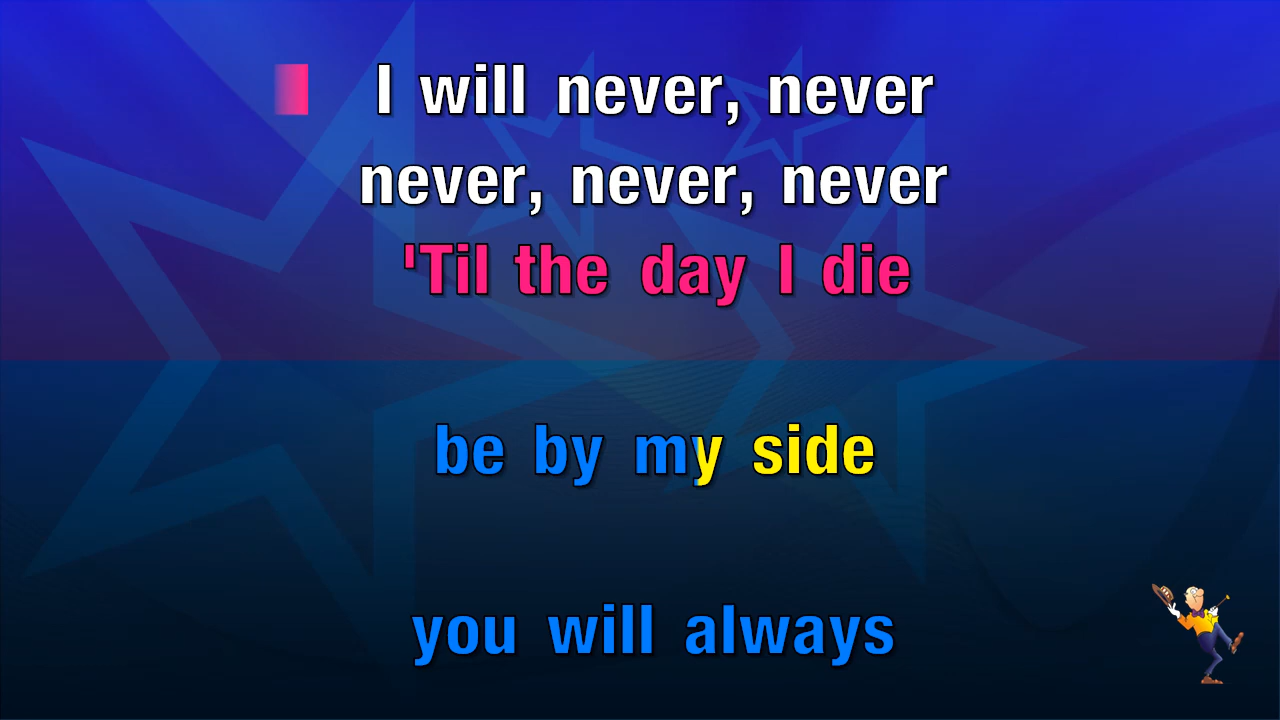 I will never, never
never, never, never
'Til the day I die
be by my side
you will always